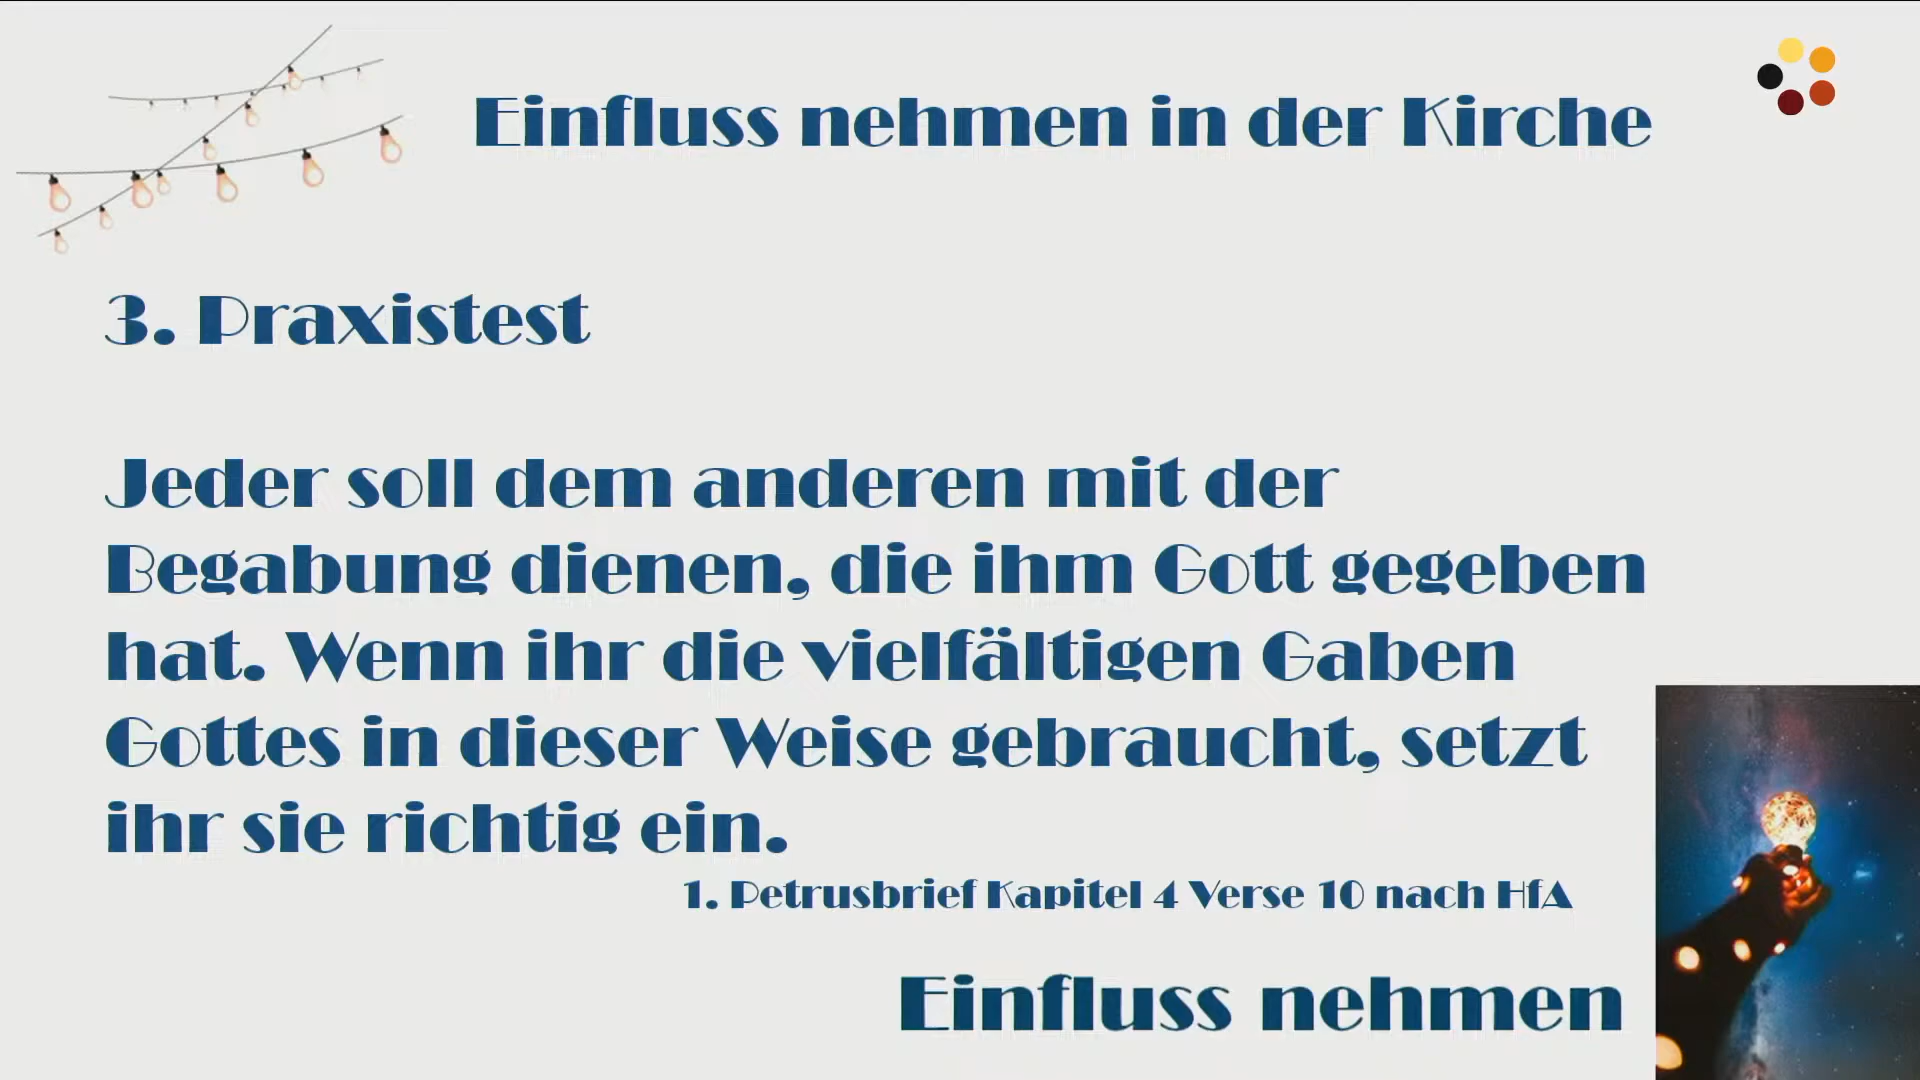 Einfluss nehmen in der Kirche
3. Praxistest
Jeder soll dem anderen mit der
Begabung dienen, die ihm Gott gegeben
hat. Wenn ihr die vielfältigen Gaben
Gottes in dieser Weise gebraucht, setzt
ihr sie richtig ein.
1. Petrusbrief Kapitel 4 Verse 10 nach HfA
Einfluss nehmen